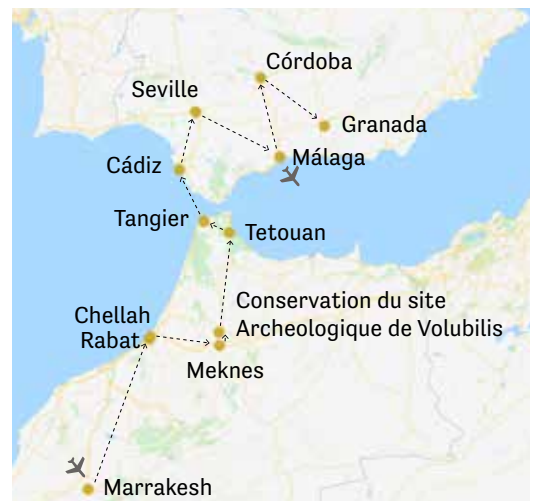 Córdoba
Seville
Granada
Málaga
Cádiz
Tangier
Tetouan
Conservation du site
Archeologique de Volubilis
Chellah
Rabat
Meknes
Marrakesh